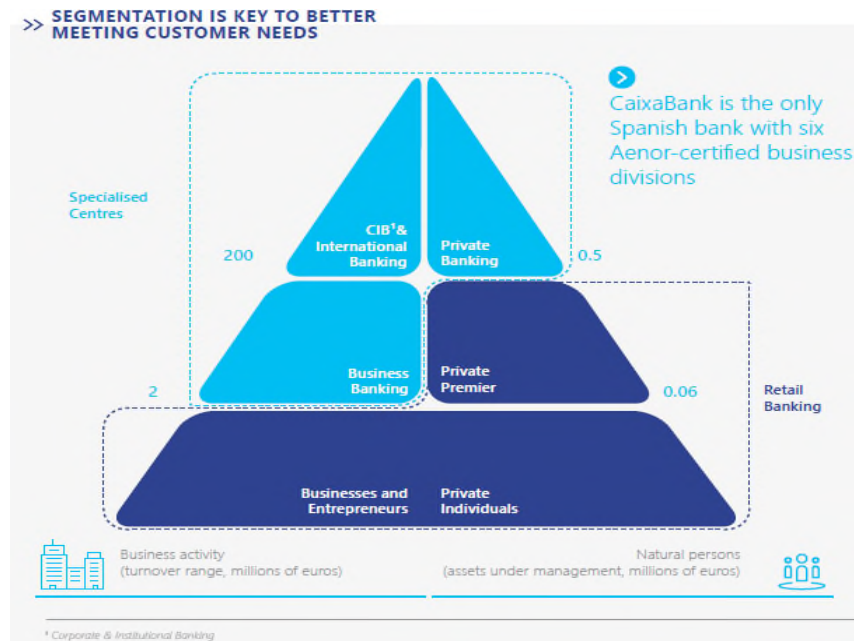 >> SEGMENTATION IS KEY TO BETTER
MEETING CUSTOMER NEEDS
CaixaBank is the only
Spanish bank with six
Aenor-certified business
divisions
Specialised
Centres
200
CIB¹&
International
Banking
Private
Banking
0.5
2
Business
Banking
Private
Premier
0.06
Retail
Banking
Businesses and
Entrepreneurs
Private
Individuals
Business activity
(turnover range, millions of euros)
Natural persons
(assets under management, millions of euros)
¹ Corporate & Institutional Banking